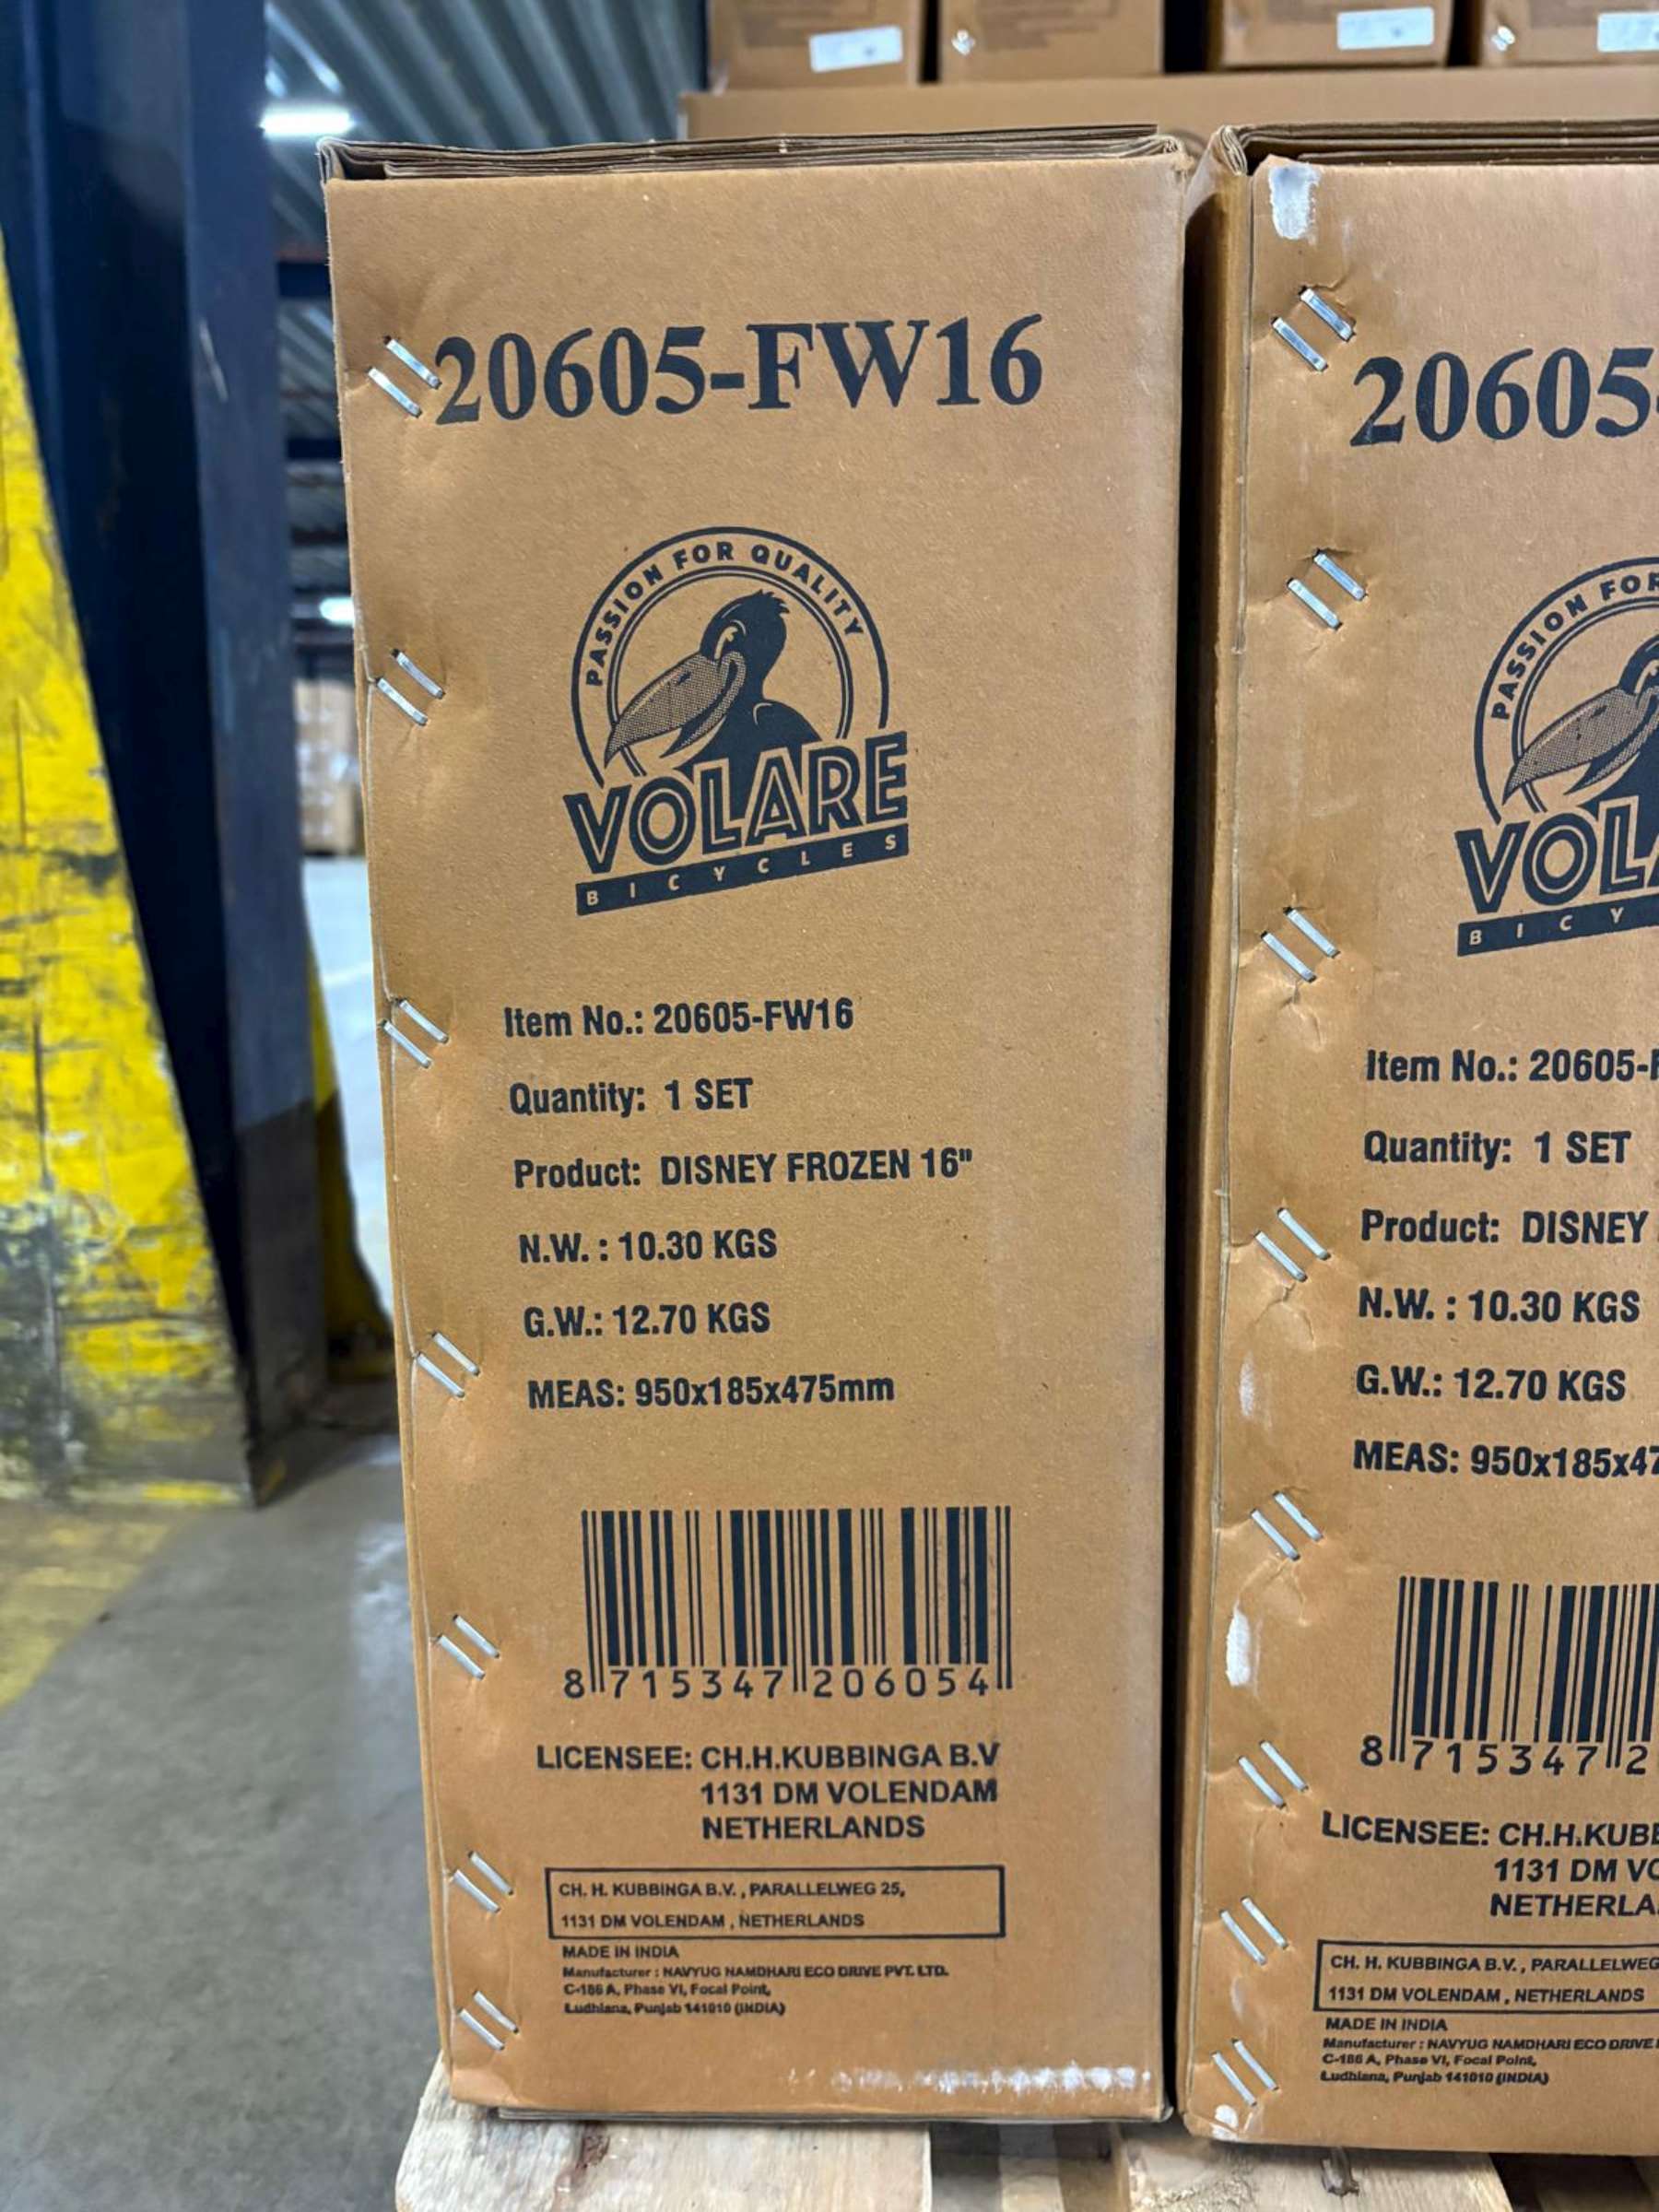 20605-FW16
PASSION FOR QUALITY
VOLARE
BICYCLES
Item No.: 20605-FW16
Quantity: 1 SET
Product: DISNEY FROZEN 16"
N.W. : 10.30 KGS
G.W.: 12.70 KGS
MEAS: 950x185x475mm
8 715347 206054
LICENSEE: CH.H.KUBBINGA B.V
1131 DM VOLENDAM
NETHERLANDS
CH. H. KUBBINGA B.V. , PARALLELWEG 25,
1131 DM VOLENDAM , NETHERLANDS
MADE IN INDIA
Manufacturer : NAVYUG NAMDHARI ECO DRIVE PVT. LTD.
C-186 A, Phase VI, Focal Point,
Ludhiana, Punjab 141010 (INDIA)
20605
PASSION FOR
VOLA
BICY
Item No.: 20605-F
Quantity: 1 SET
Product: DISNEY
N.W. : 10.30 KGS
G.W.: 12.70 KGS
MEAS: 950x185x47
8 715347 2
LICENSEE: CH.H.KUBB
1131 DM VO
NETHERLA
CH. H. KUBBINGA B.V. , PARALLELWEG
1131 DM VOLENDAM , NETHERLANDS
MADE IN INDIA
Manufacturer : NAVYUG NAMDHARI ECO DRIVE
C-186 A, Phase VI, Focal Point,
Ludhiana, Punjab 141010 (INDIA)